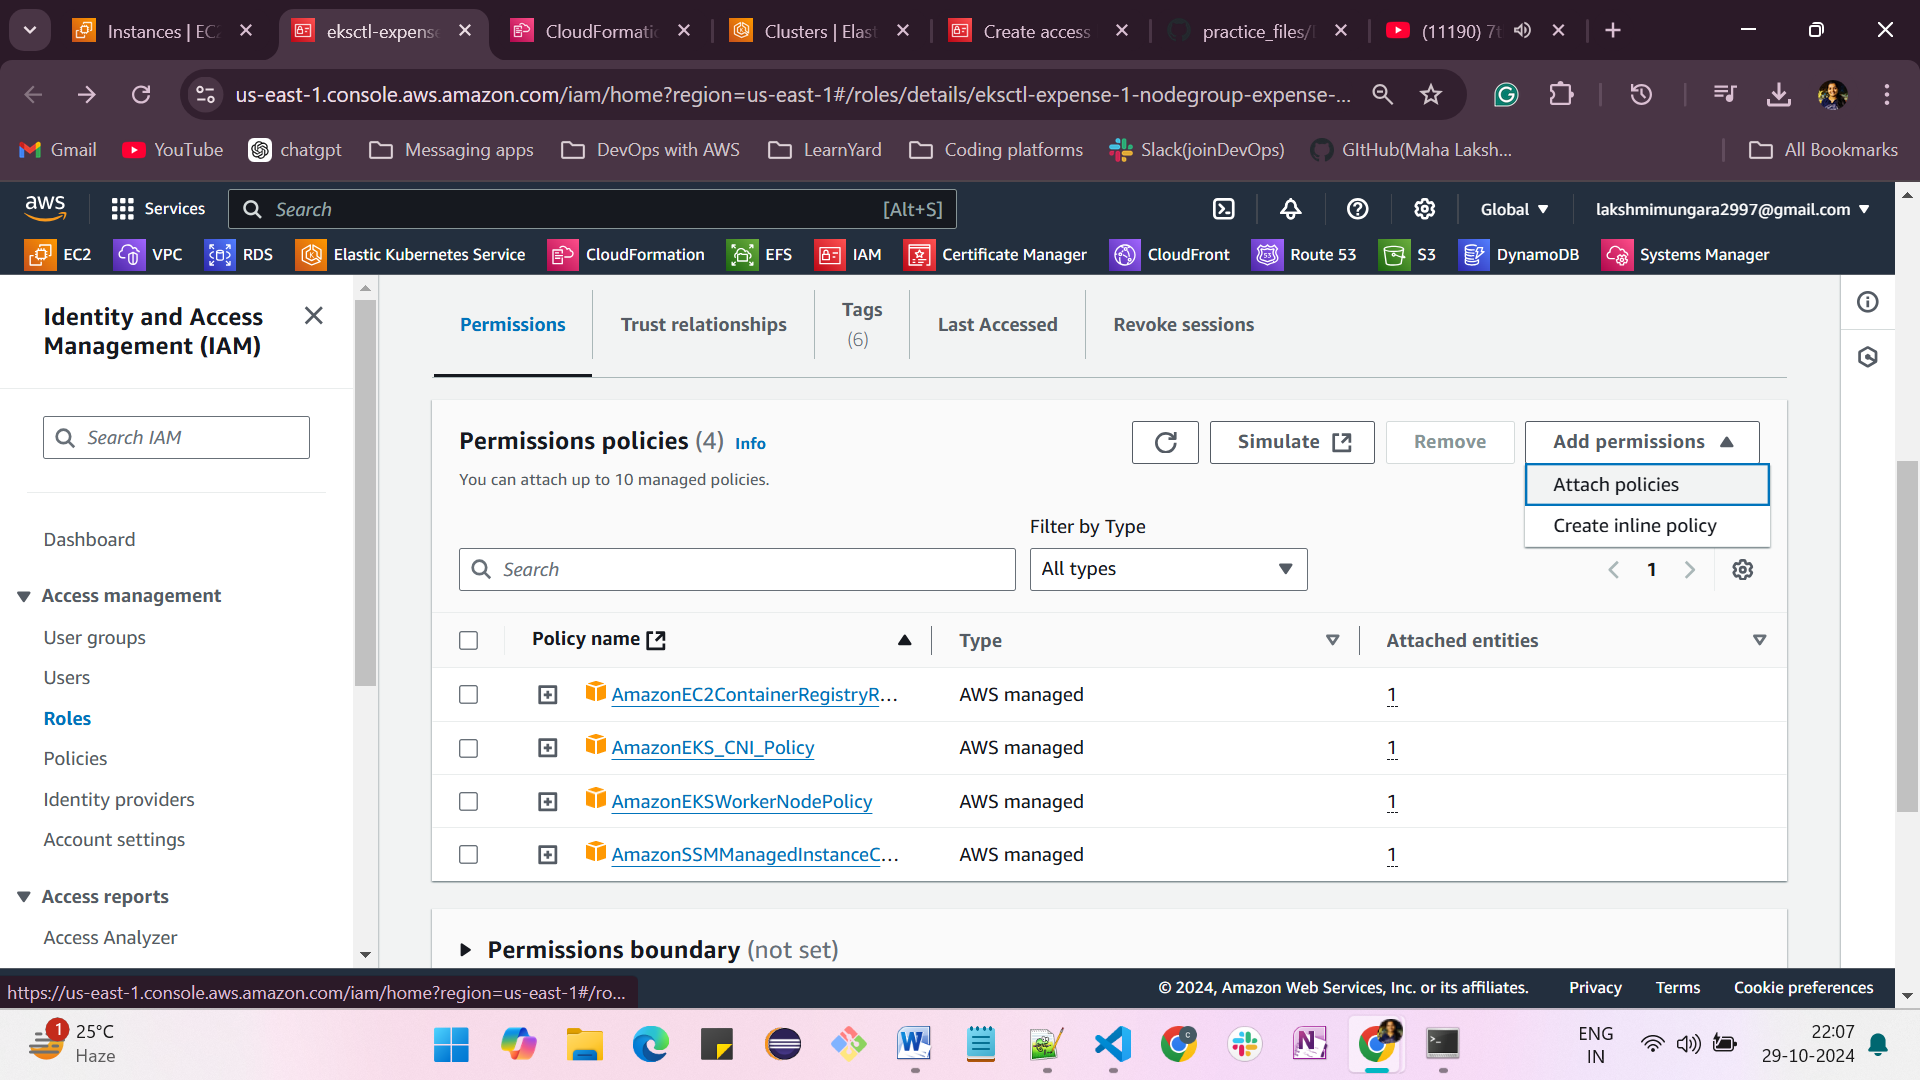 Instances | EC
eksctl-expense
CloudFormatio
Clusters | Elast
Create access
practice_files/
(11190) 7t
us-east-1.console.aws.amazon.com/iam/home?region=us-east-1#/roles/details/eksctl-expense-1-nodegroup-expense-...
Gmail
YouTube
chatgpt
Messaging apps
DevOps with AWS
LearnYard
Coding platforms
Slack(joinDevOps)
GItHub(Maha Laksh...
All Bookmarks
aws
Services
Search
[Alt+S]
Global
lakshmimungara2997@gmail.com
EC2
VPC
RDS
Elastic Kubernetes Service
CloudFormation
EFS
IAM
Certificate Manager
CloudFront
Route 53
S3
DynamoDB
Systems Manager
Identity and Access
Management (IAM)
Search IAM
Dashboard
Access management
User groups
Users
Roles
Policies
Identity providers
Account settings
Access reports
Access Analyzer
Permissions
Trust relationships
Tags
(6)
Last Accessed
Revoke sessions
Permissions policies (4) Info
You can attach up to 10 managed policies.
Simulate
Remove
Add permissions
Attach policies
Create inline policy
Filter by Type
Search
All types
1
Policy name
Type
Attached entities
AmazonEC2ContainerRegistryR...
AWS managed
1
AmazonEKS_CNI_Policy
AWS managed
1
AmazonEKSWorkerNodePolicy
AWS managed
1
AmazonSSMManagedInstanceC...
AWS managed
1
Permissions boundary (not set)
https://us-east-1.console.aws.amazon.com/iam/home?region=us-east-1#/ro...
© 2024, Amazon Web Services, Inc. or its affiliates.
Privacy
Terms
Cookie preferences
1
25°C
Haze
ENG
IN
22:07
29-10-2024